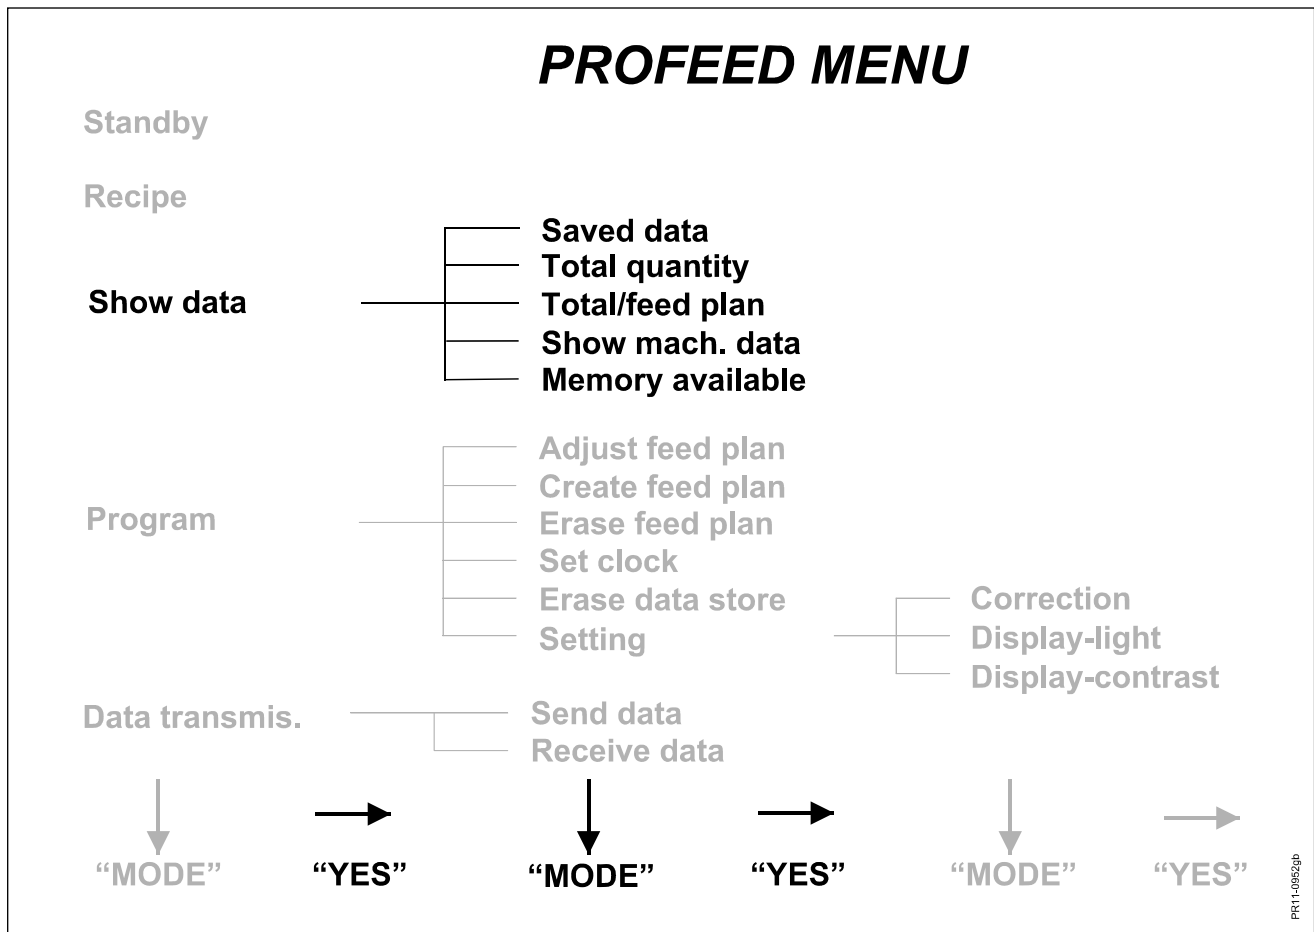 PROFEED MENU
Standby
Recipe
Show data
Saved data
Total quantity
Total/feed plan
Show mach. data
Memory available
Program
Adjust feed plan
Create feed plan
Erase feed plan
Set clock
Erase data store
Setting
Correction
Display-light
Display-contrast
Data transmis.
Send data
Receive data
“MODE” “YES” “MODE” “YES” “MODE” “YES”
PR11-0952gb